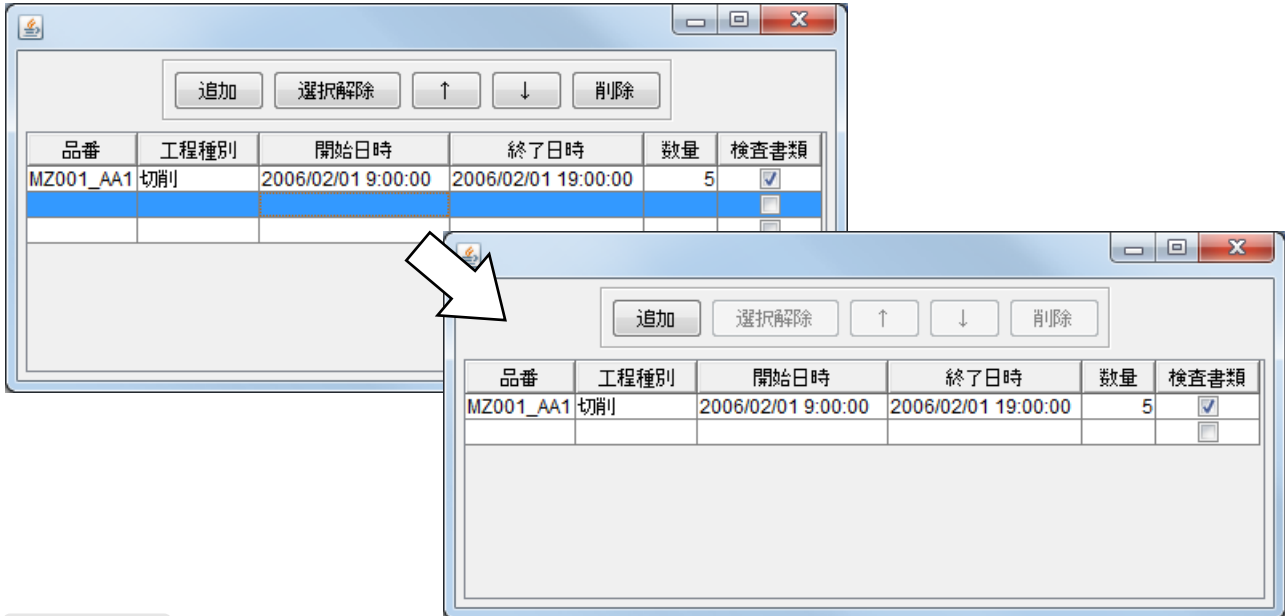 追加 選択解除 ↑ ↓ 削除
品番 工程種別 開始日時 終了日時 数量 検査書類
MZ001_AA1 切削 2006/02/01 9:00:00 2006/02/01 19:00:00 5
追加 選択解除 ↑ ↓ 削除
品番 工程種別 開始日時 終了日時 数量 検査書類
MZ001_AA1 切削 2006/02/01 9:00:00 2006/02/01 19:00:00 5